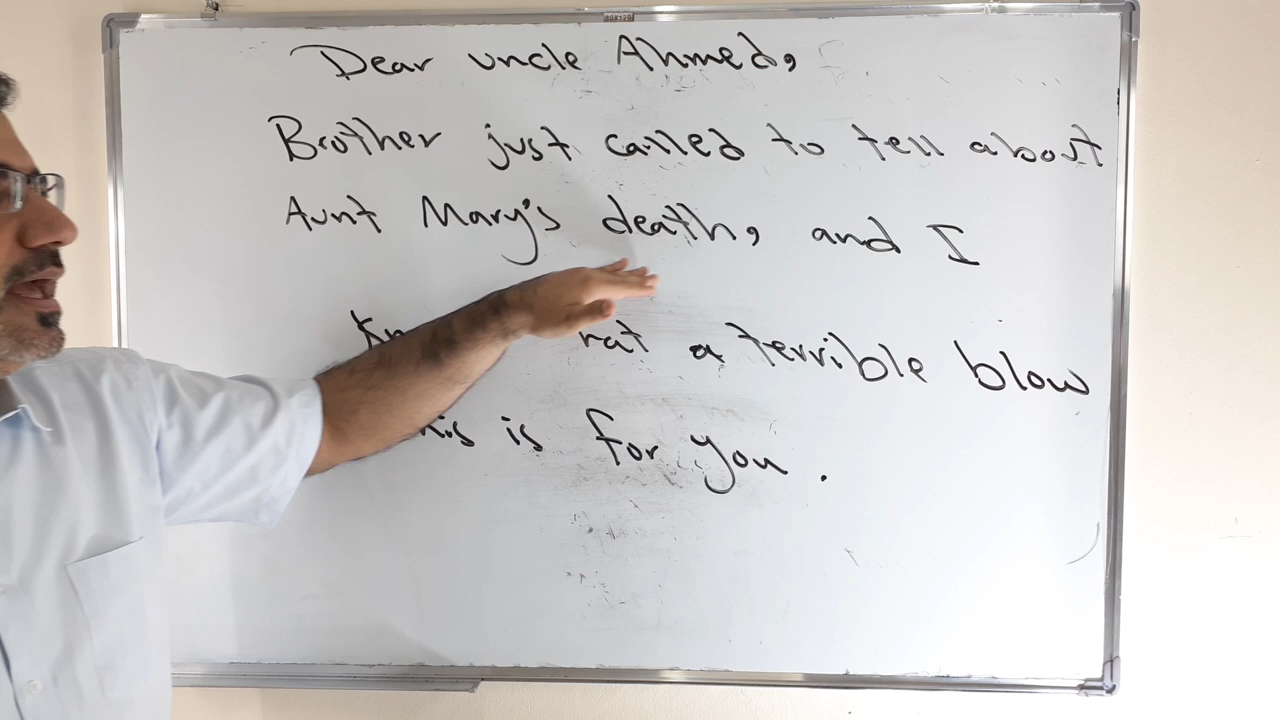 Dear uncle Ahmed,
Brother just called to tell about
Aunt Mary's death, and I
a terrible blow
is for you.